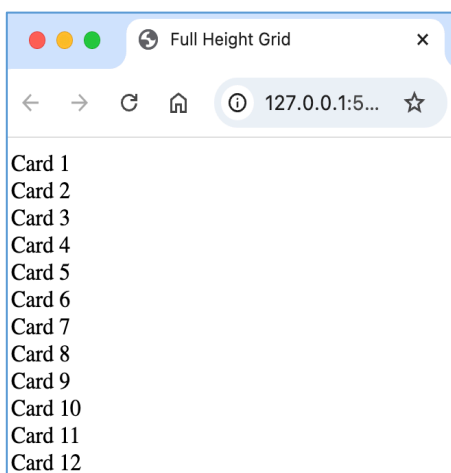 Full Height Grid
127.0.0.1:5...
Card 1
Card 2
Card 3
Card 4
Card 5
Card 6
Card 7
Card 8
Card 9
Card 10
Card 11
Card 12